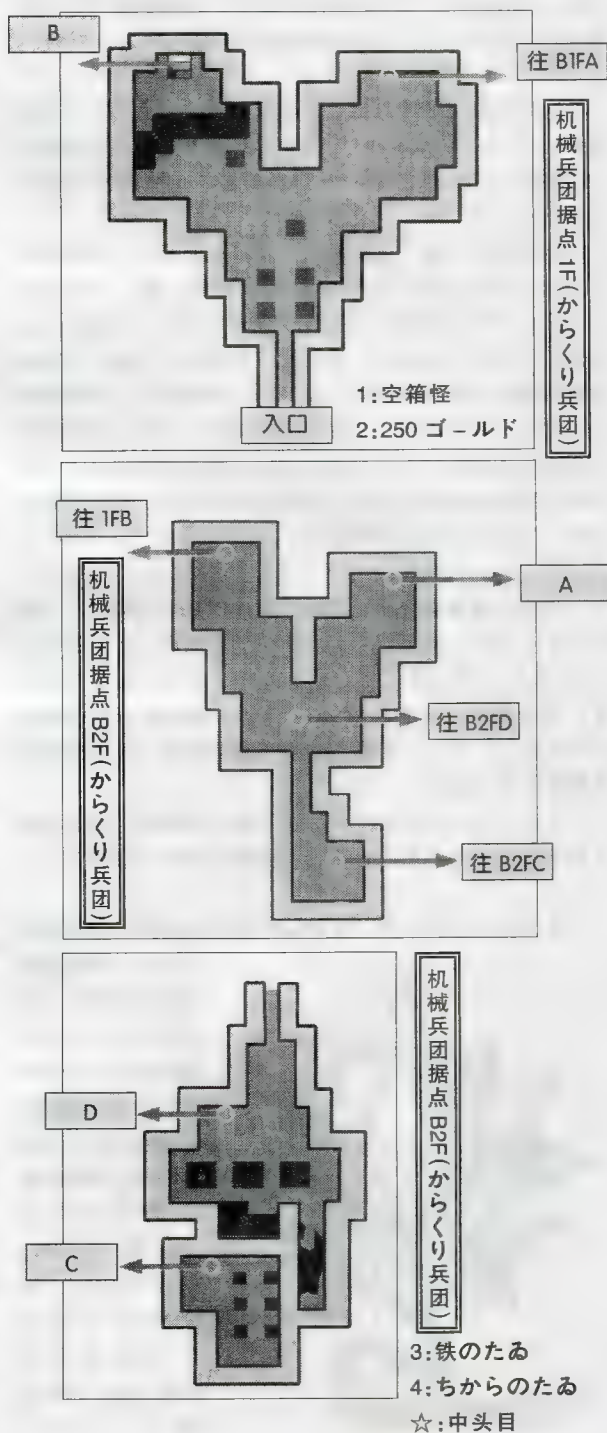 B
往 B1FA
机械兵团据点 1F(からくり兵团)
1:空箱怪
2:250 ゴールド
入口
往 1FB
机械兵团据点 B2F(からくり兵团)
A
往 B2FD
往 B2FC
机械兵团据点 B2F(からくり兵团)
D
C
3:铁のたゐ
4:ちからのたゐ
☆:中头目